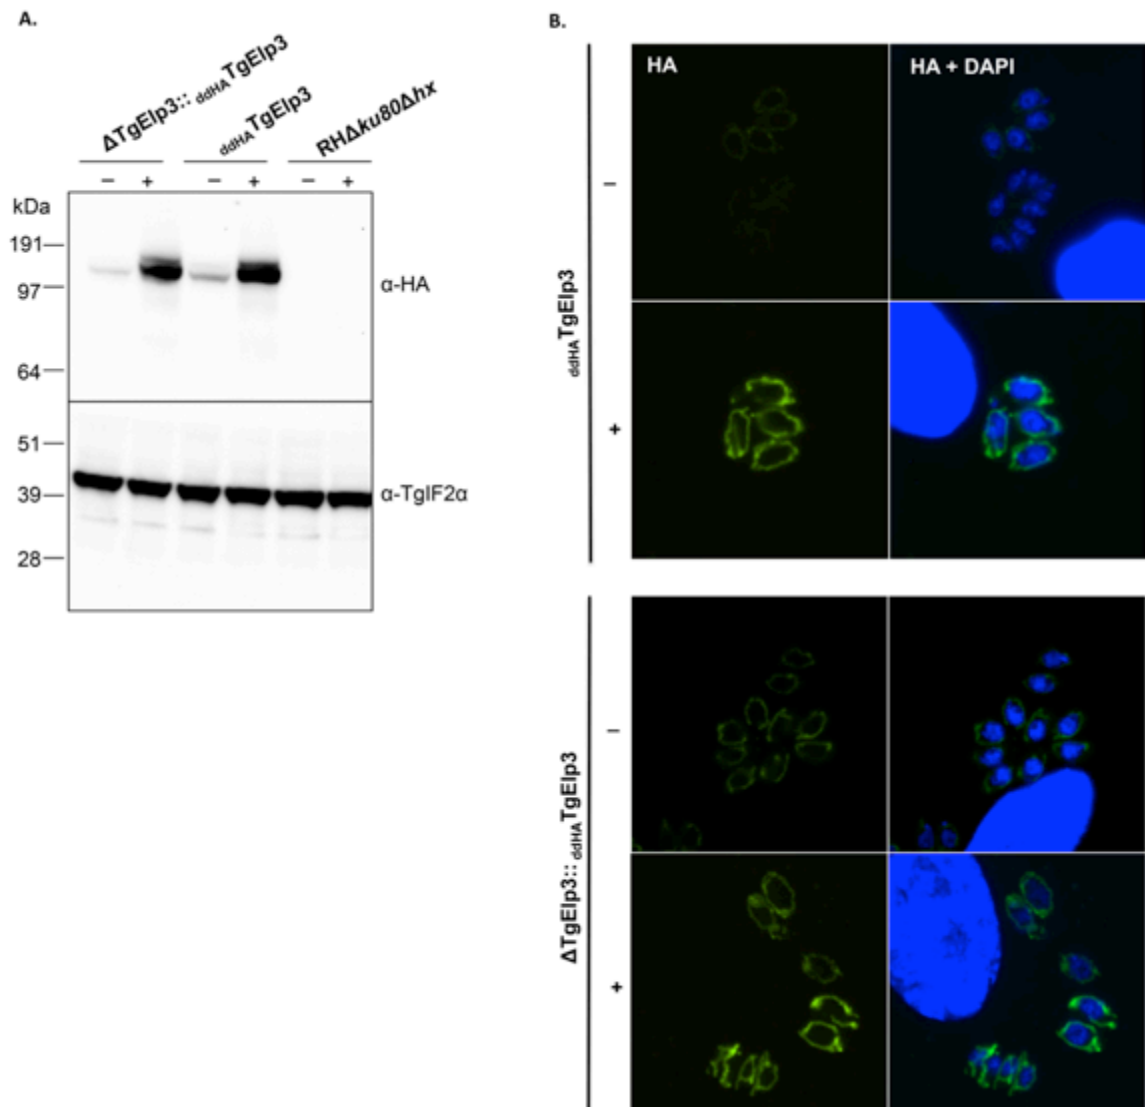 A.
ΔTgElp3:: ddHATgElp3
ddHATgElp3
RHΔku80Δhx
– + – + – +
kDa
191
97
64
α-HA
51
39
28
α-TgIF2α
B.
HA
HA + DAPI
–
+
ddHATgElp3
–
+
ΔTgElp3:: ddHATgElp3